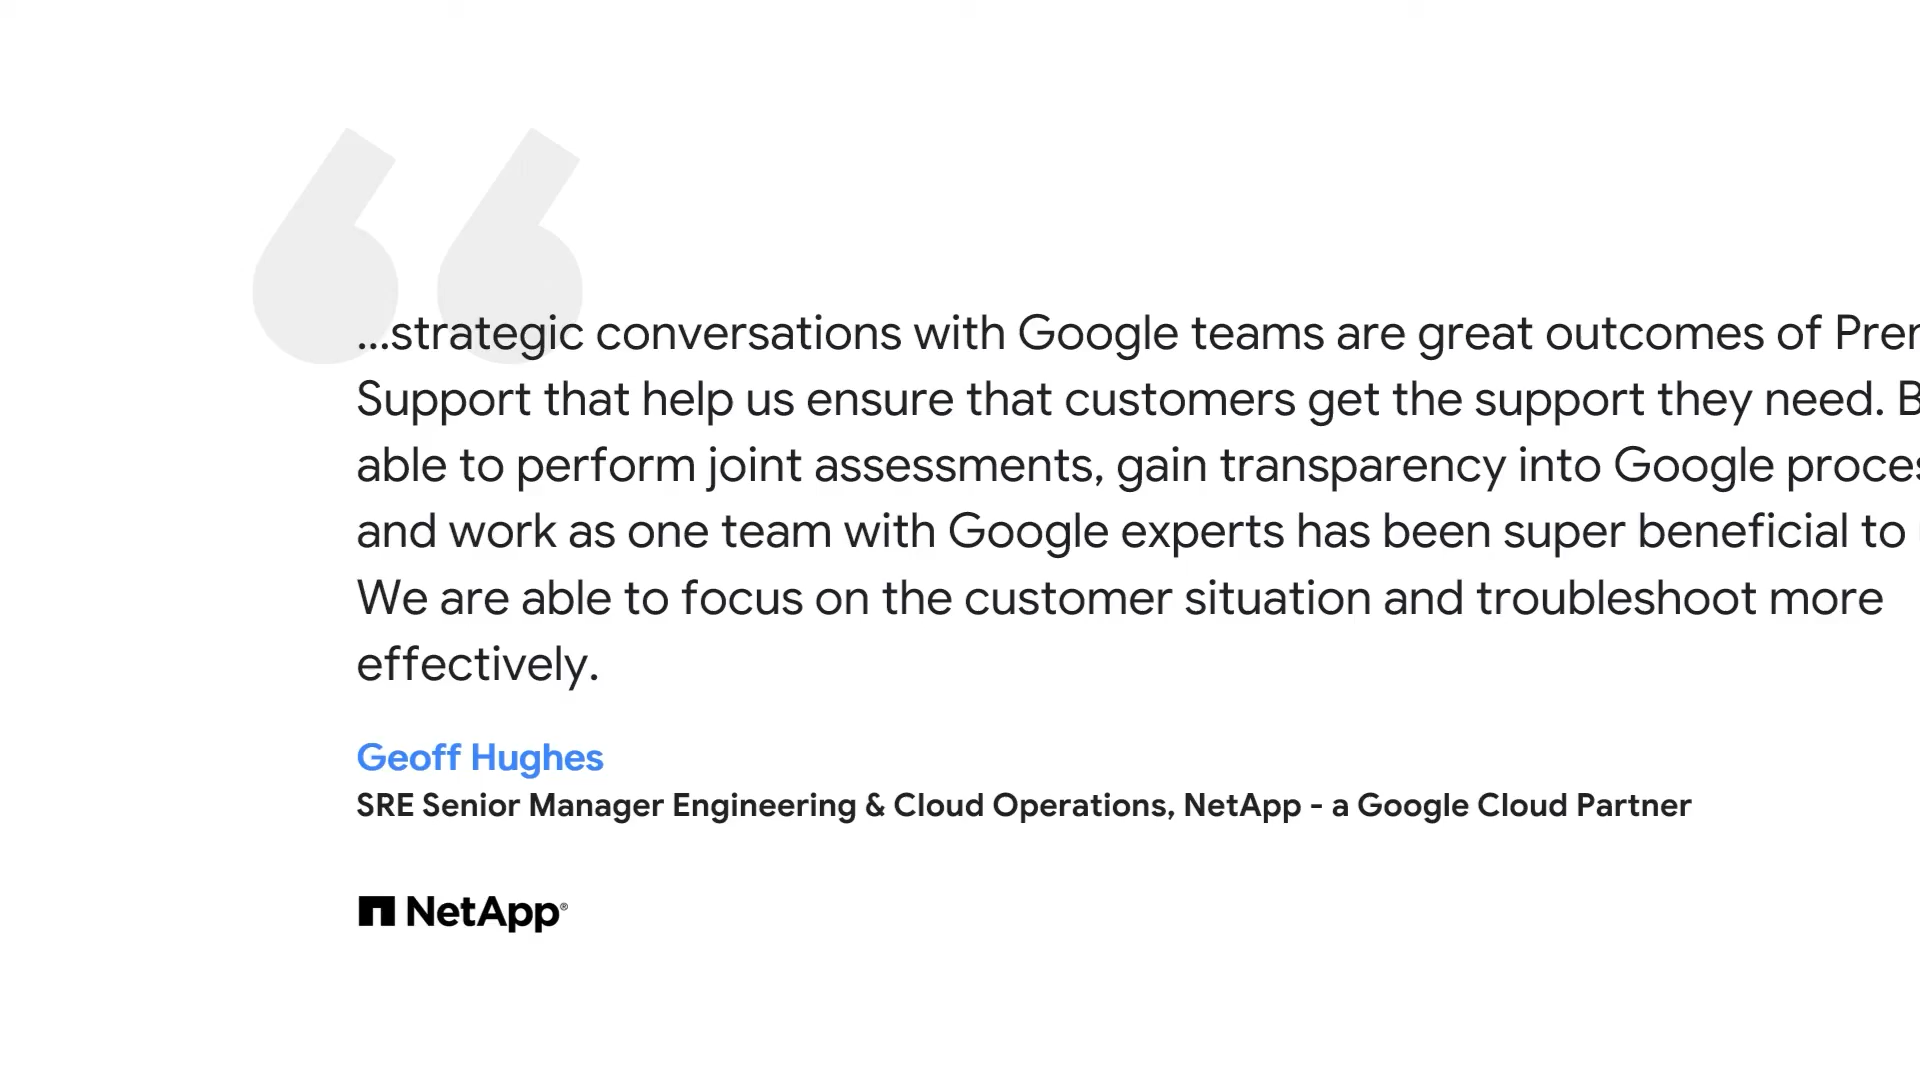 ...strategic conversations with Google teams are great outcomes of
Support that help us ensure that customers get the support they need.
able to perform joint assessments, gain transparency into Google
and work as one team with Google experts has been super beneficial to
We are able to focus on the customer situation and troubleshoot more
effectively.
Geoff Hughes
SRE Senior Manager Engineering & Cloud Operations, NetApp - a Google Cloud Partner
NetApp®